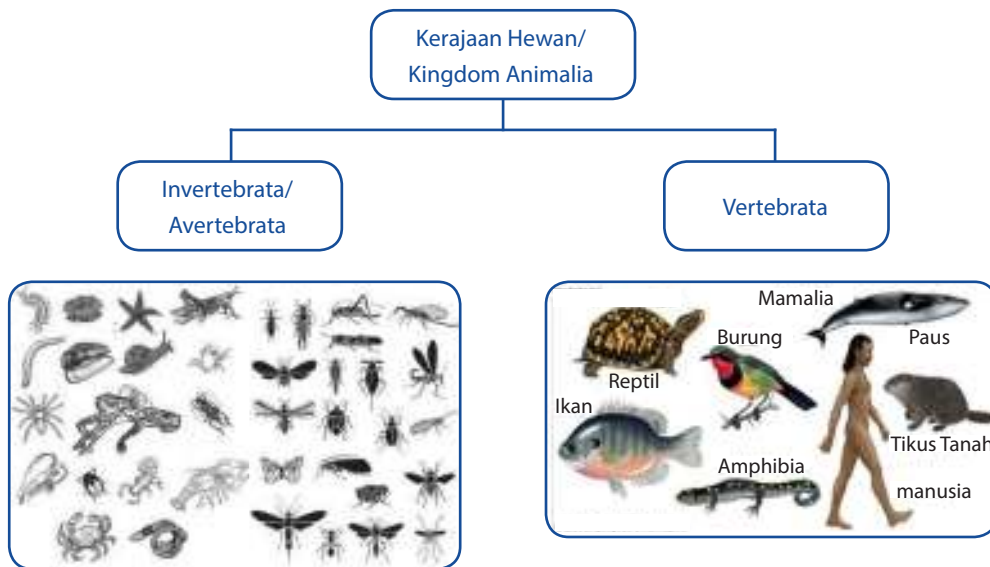 Kerajaan Hewan/
Kingdom Animalia
Invertebrata/
Avertebrata
Vertebrata
Mamalia
Paus
Burung
Reptil
Ikan
Tikus Tanah
Amphibia
manusia